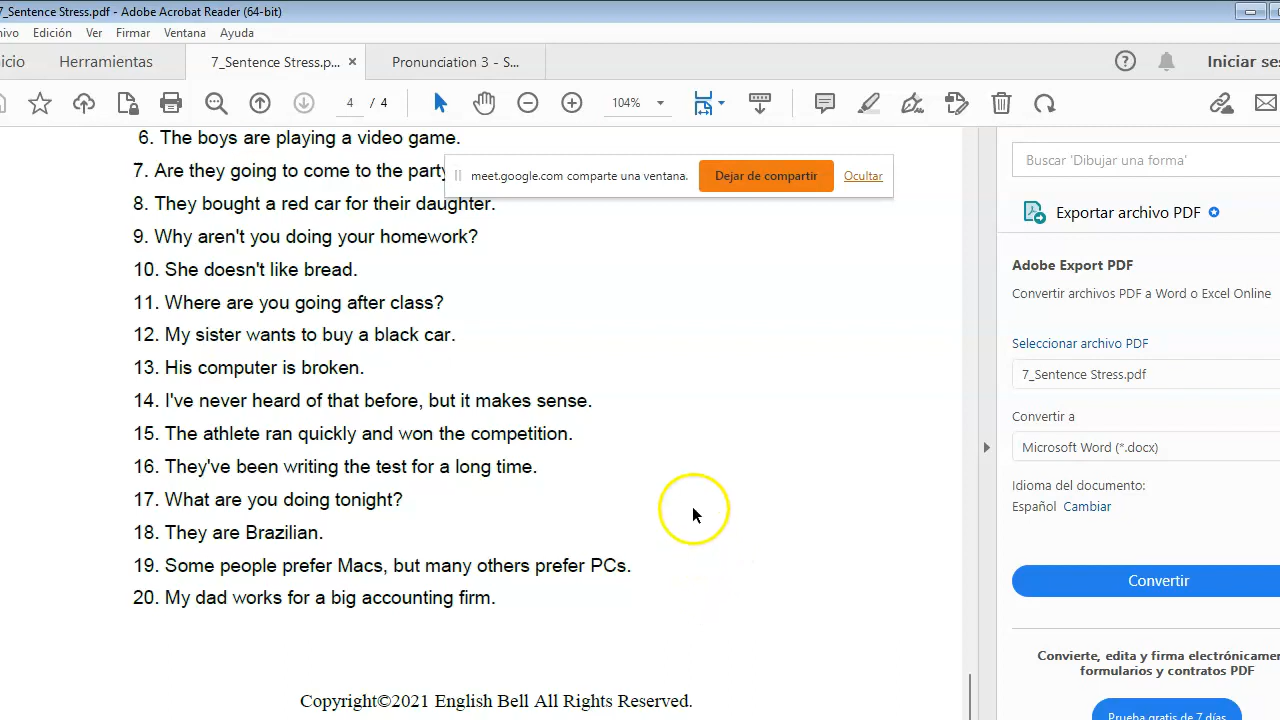 7_Sentence Stress.pdf - Adobe Acrobat Reader (64-bit)
Edición Ver Firmar Ventana Ayuda
Herramientas 7_Sentence Stress.p... × Pronunciation 3 - S...
Iniciar
4 / 4 104%
6. The boys are playing a video game.
7. Are they going to come to the party
meet.google.com comparte una ventana. Dejar de compartir Ocultar
8. They bought a red car for their daughter.
9. Why aren't you doing your homework?
10. She doesn't like bread.
11. Where are you going after class?
12. My sister wants to buy a black car.
13. His computer is broken.
14. I've never heard of that before, but it makes sense.
15. The athlete ran quickly and won the competition.
16. They've been writing the test for a long time.
17. What are you doing tonight?
18. They are Brazilian.
19. Some people prefer Macs, but many others prefer PCs.
20. My dad works for a big accounting firm.
Copyright©2021 English Bell All Rights Reserved.
Buscar 'Dibujar una forma'
Exportar archivo PDF
Adobe Export PDF
Convertir archivos PDF a Word o Excel Online
Seleccionar archivo PDF
7_Sentence Stress.pdf
Convertir a
Microsoft Word (*.docx)
Idioma del documento:
Español Cambiar
Convertir
Convierte, edita y firma
formularios y contratos PDF
Prueba gratis de 7 días